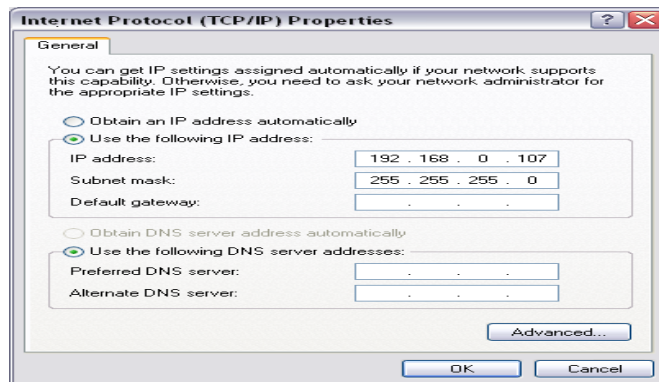 Internet Protocol (TCP/IP) Properties
General
You can get IP settings assigned automatically if your network supports
this capability. Otherwise, you need to ask your network administrator for
the appropriate IP settings.
Obtain an IP address automatically
Use the following IP address:
IP address: 192 . 168 . 0 . 107
Subnet mask: 255 . 255 . 255 . 0
Default gateway: . . .
Obtain DNS server address automatically
Use the following DNS server addresses:
Preferred DNS server: . . .
Alternate DNS server: . . .
Advanced...
OK Cancel